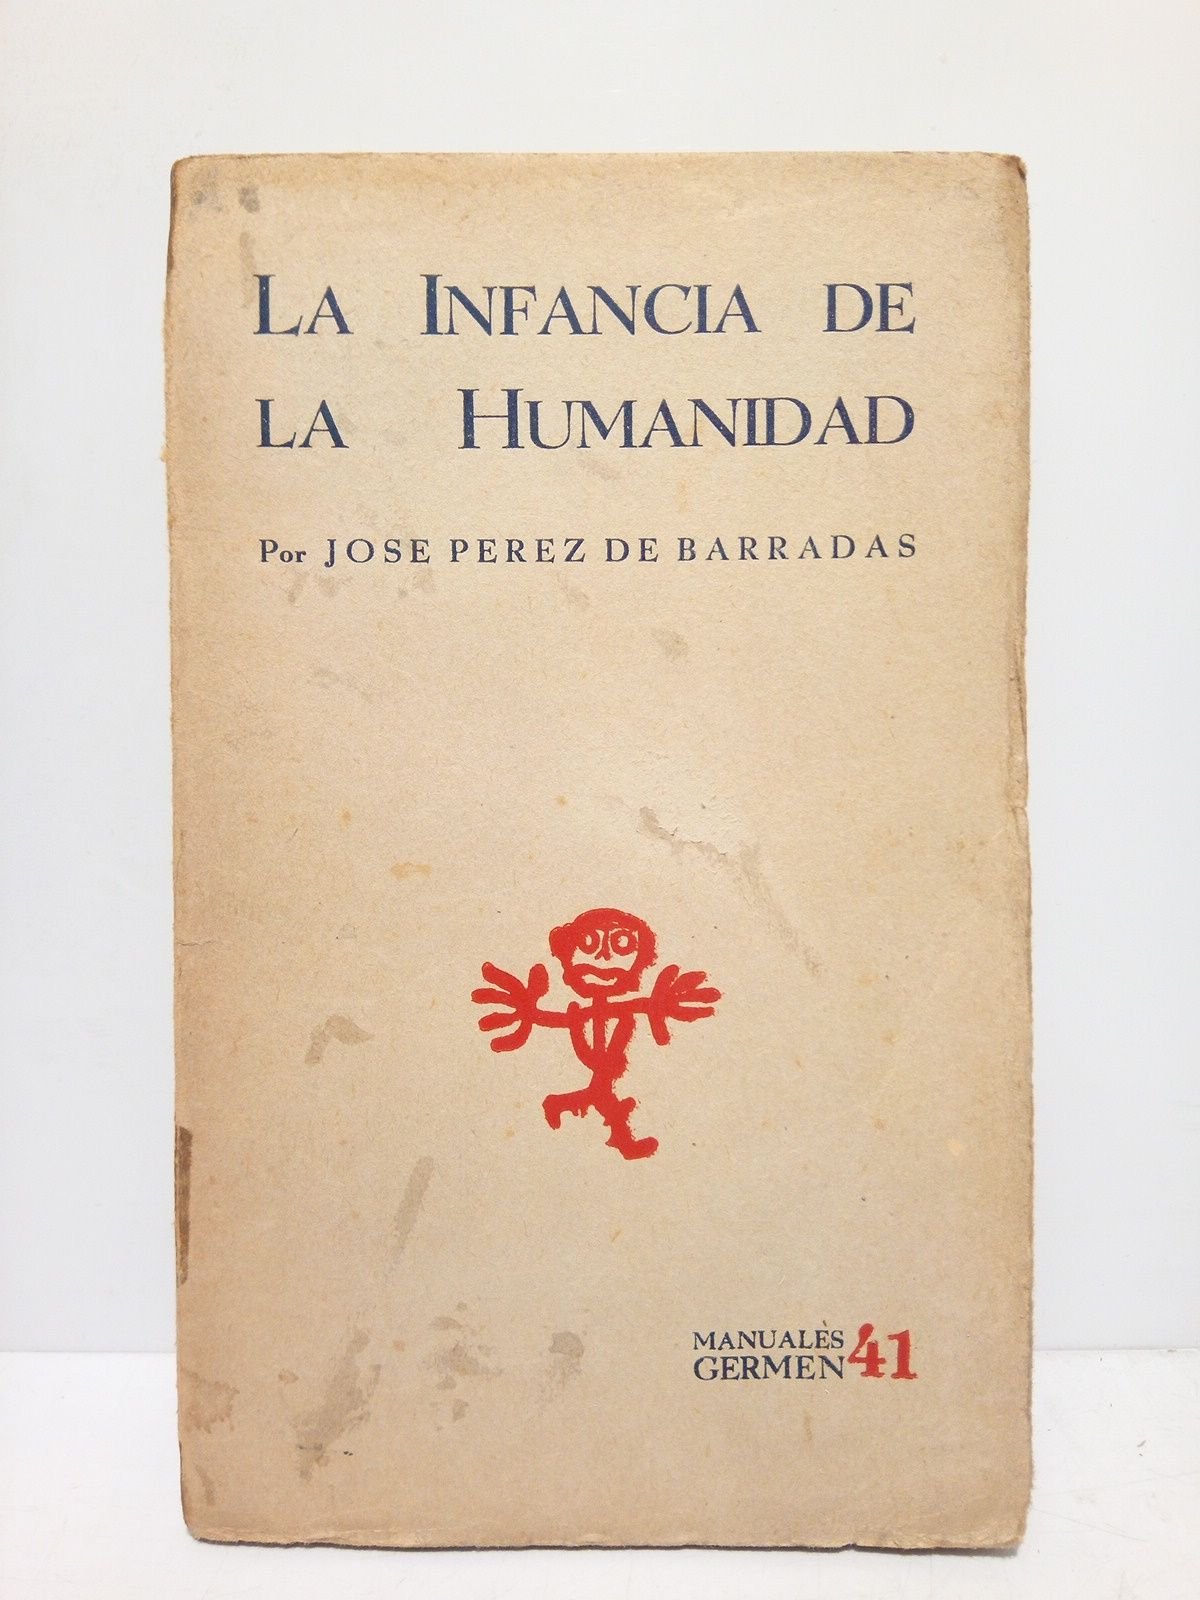 LA INFANCIA DE
LA HUMANIDAD
Por JOSE PEREZ DE BARRADAS
MANUALES
GERMEN 41